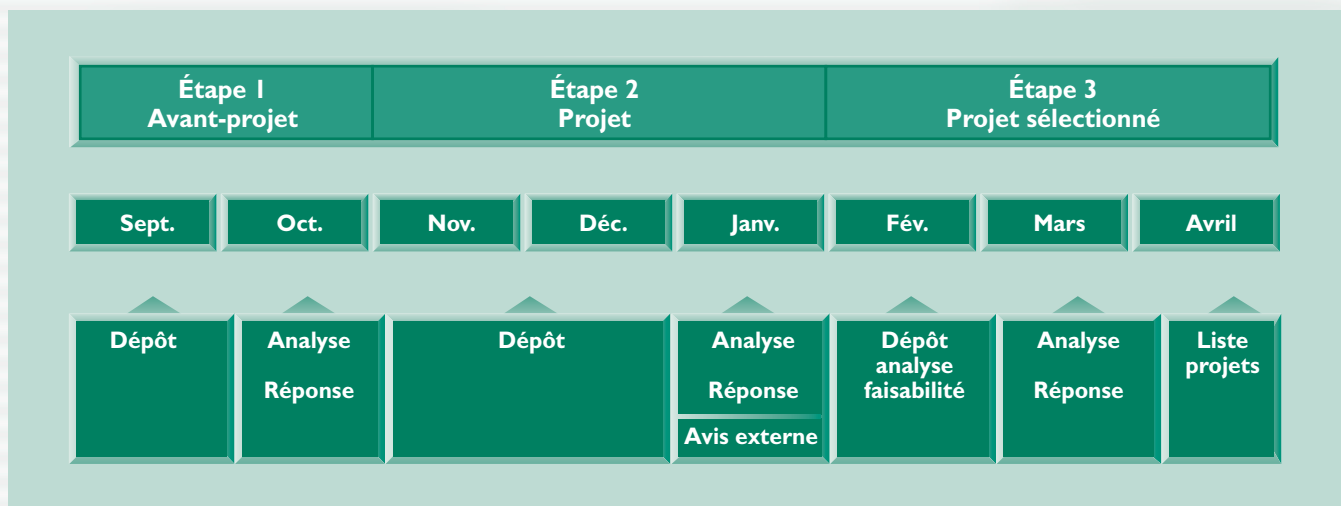 Étape 1
Avant-projet
Étape 2
Projet
Étape 3
Projet sélectionné
Sept.
Oct.
Nov.
Déc.
Janv.
Fév.
Mars
Avril
Dépôt
Analyse
Réponse
Dépôt
Analyse
Réponse
Avis externe
Dépôt
analyse
faisabilité
Analyse
Réponse
Liste
projets